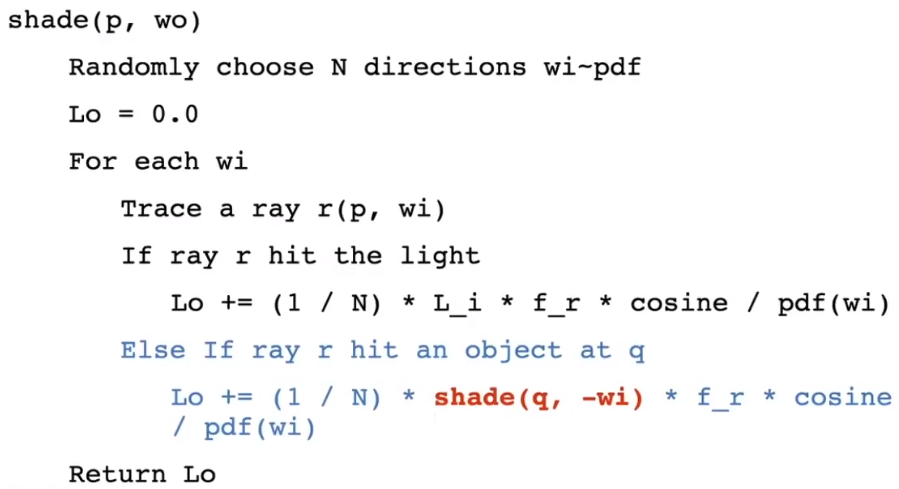 shade(p, wo)
Randomly choose N directions wi~pdf
Lo = 0.0
For each wi
Trace a ray r(p, wi)
If ray r hit the light
Lo += (1 / N) * L_i * f_r * cosine / pdf(wi)
Else If ray r hit an object at q
Lo += (1 / N) * shade(q, -wi) * f_r * cosine
/ pdf(wi)
Return Lo